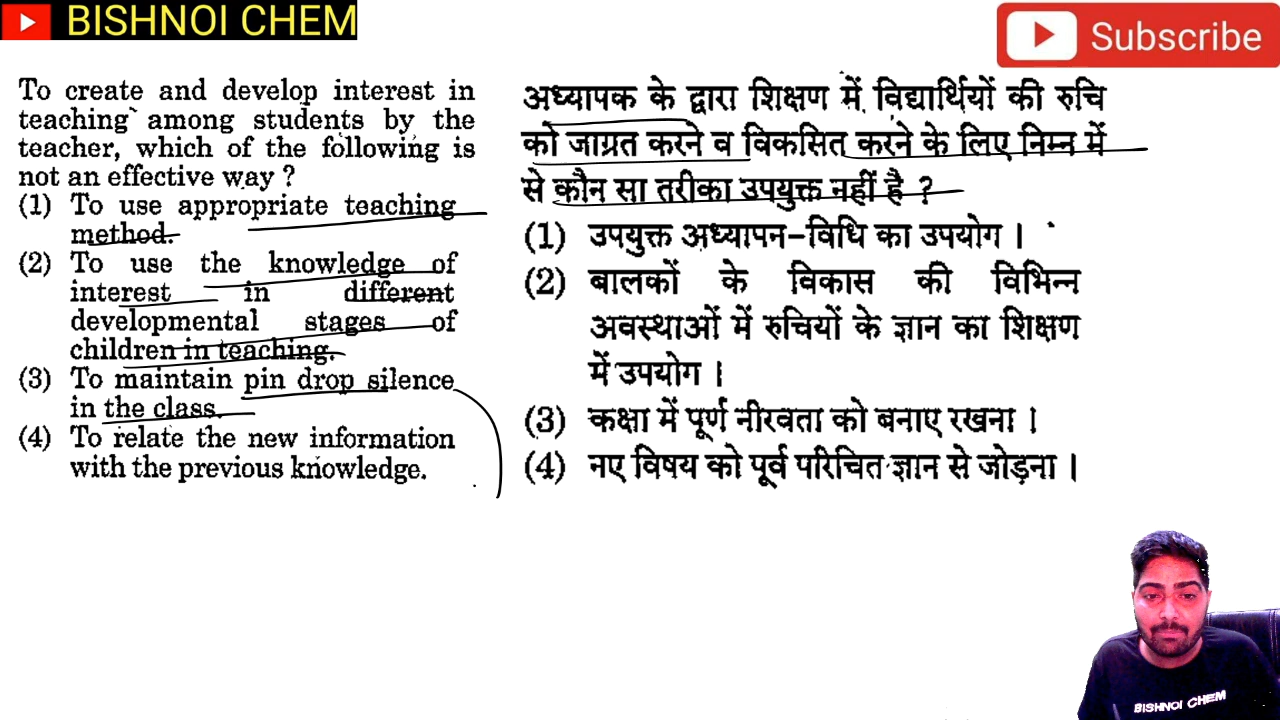 BISHNOI CHEM
Subscribe
To create and develop interest in
teaching among students by the
teacher, which of the following is
not an effective way ?
(1) To use appropriate teaching
method.
(2) To use the knowledge of
interest in different
developmental stages of
children in teaching.
(3) To maintain pin drop silence
in the class.
(4) To relate the new information
with the previous knowledge.
अध्यापक के द्वारा शिक्षण में विद्यार्थियों की रुचि
को जाग्रत करने व विकसित करने के लिए निम्न में
से कौन सा तरीका उपयुक्त नहीं है ?
(1) उपयुक्त अध्यापन-विधि का उपयोग ।
(2) बालकों के विकास की विभिन्न
अवस्थाओं में रुचियों के ज्ञान का शिक्षण
में उपयोग ।
(3) कक्षा में पूर्ण नीरवता को बनाए रखना ।
(4) नए विषय को पूर्व परिचित ज्ञान से जोड़ना ।
BISHNOI CHEM